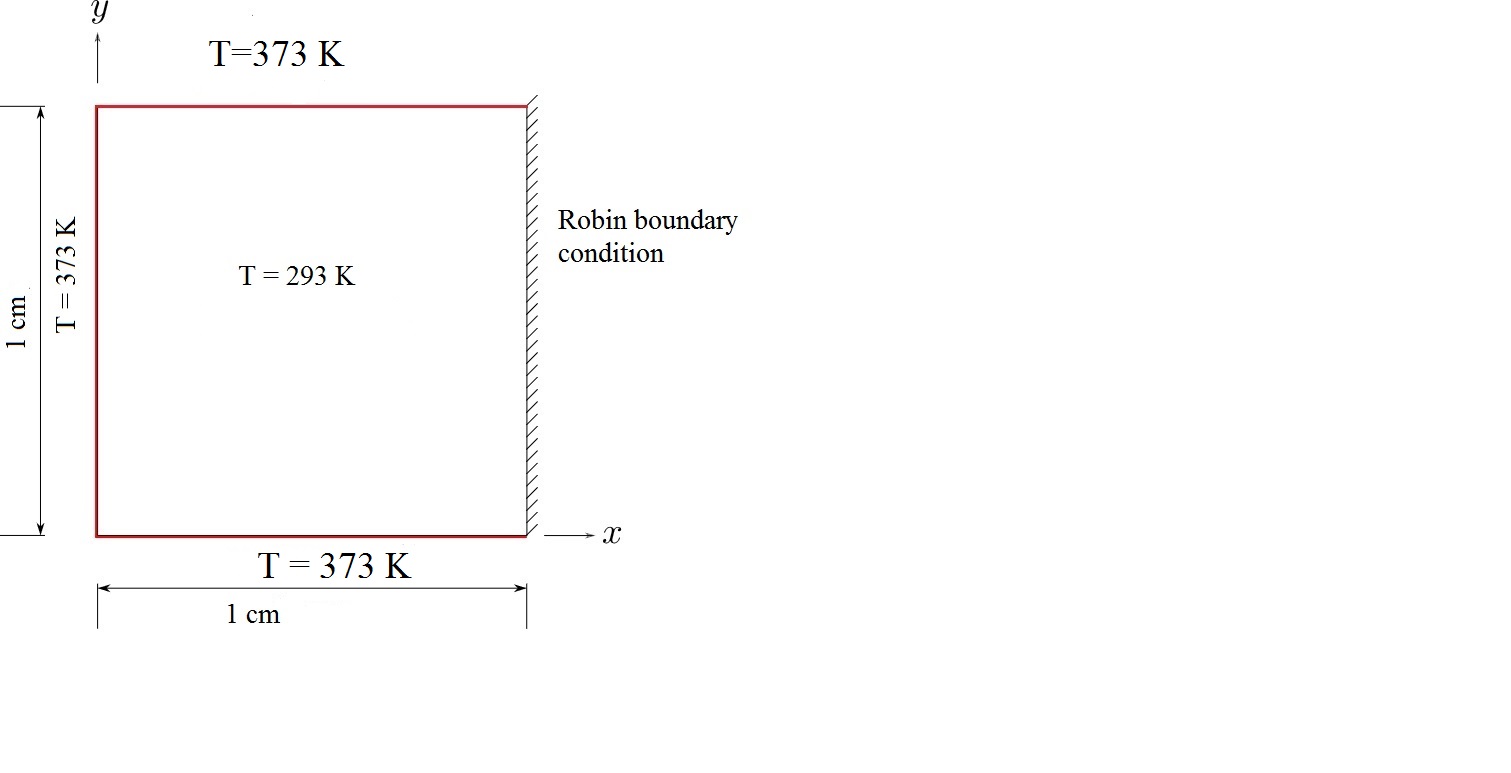 y
T=373 K
T = 373 K
1 cm
Robin boundary
condition
T = 293 K
x
T = 373 K
1 cm